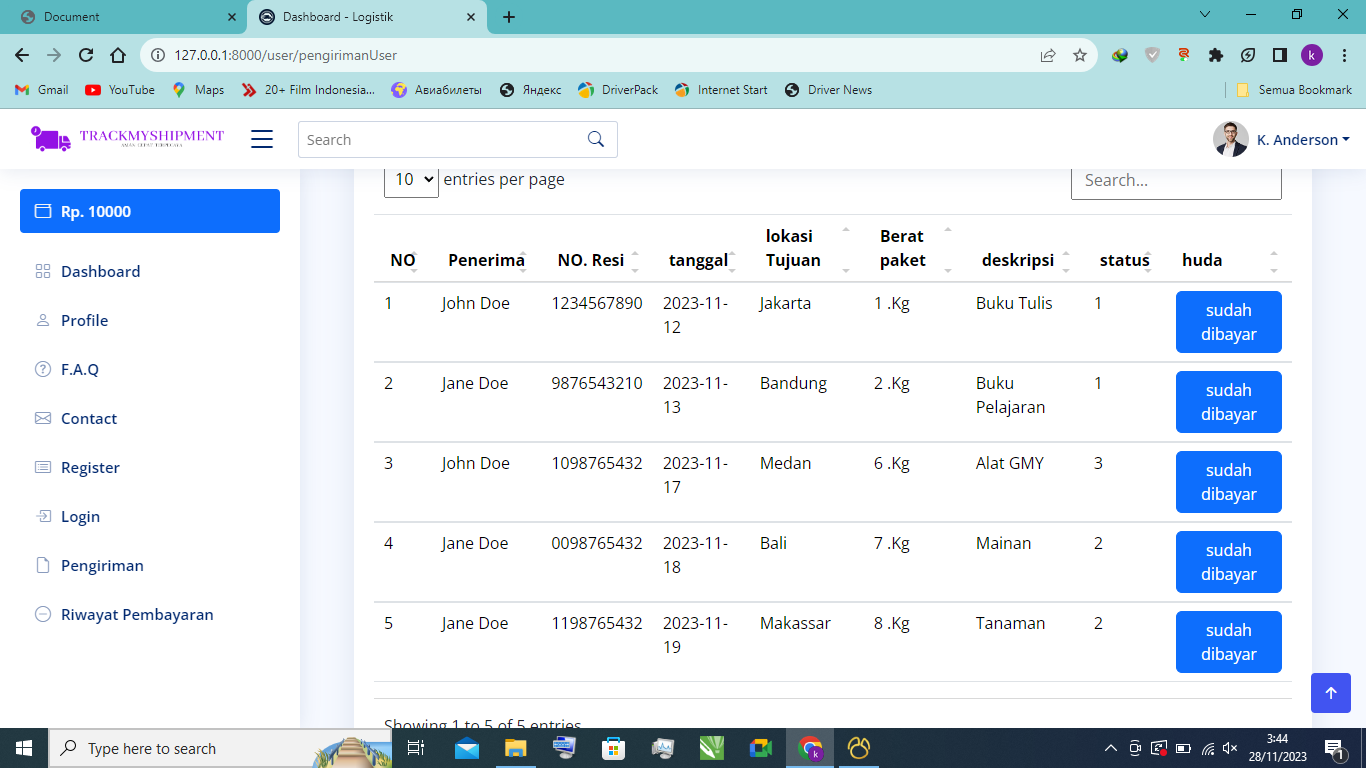 Document
Dashboard - Logistik
127.0.0.1:8000/user/pengirimanUser
k
Gmail
YouTube
Maps
20+ Film Indonesia...
Авиабилеты
Яндекс
DriverPack
Internet Start
Driver News
Semua Bookmark
TRACKMYSHIPMENT
Search
K. Anderson
10 entries per page
Search...
Rp. 10000
Dashboard
Profile
F.A.Q
Contact
Register
Login
Pengiriman
Riwayat Pembayaran
NO Penerima NO. Resi tanggal lokasi Tujuan Berat paket deskripsi status huda
1 John Doe 1234567890 2023-11-12 Jakarta 1 .Kg Buku Tulis 1 sudah dibayar
2 Jane Doe 9876543210 2023-11-13 Bandung 2 .Kg Buku Pelajaran 1 sudah dibayar
3 John Doe 1098765432 2023-11-17 Medan 6 .Kg Alat GMY 3 sudah dibayar
4 Jane Doe 0098765432 2023-11-18 Bali 7 .Kg Mainan 2 sudah dibayar
5 Jane Doe 1198765432 2023-11-19 Makassar 8 .Kg Tanaman 2 sudah dibayar
Showing 1 to 5 of 5 entries
Type here to search
k
3:44
28/11/2023
1